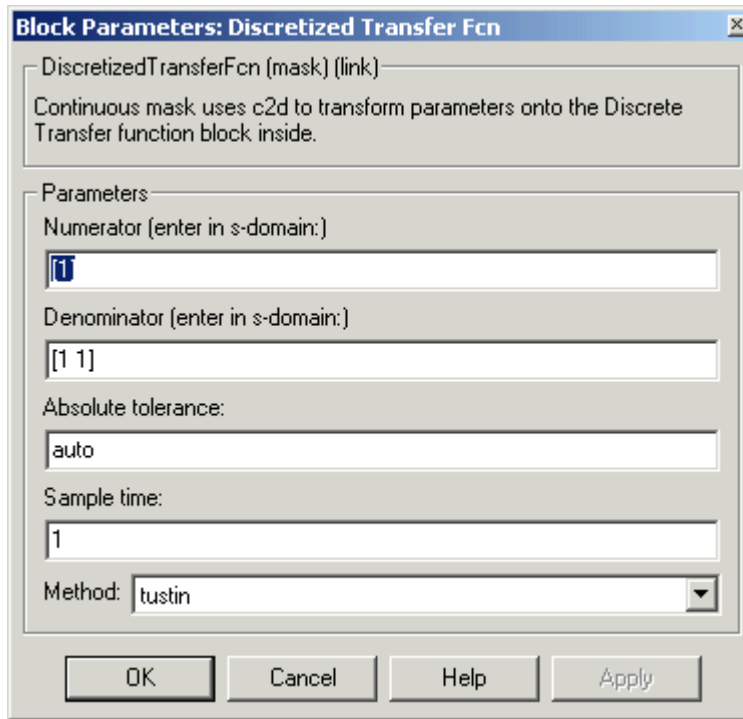 Block Parameters: Discretized Transfer Fcn
DiscretizedTransferFcn (mask) (link)
Continuous mask uses c2d to transform parameters onto the Discrete
Transfer function block inside.
Parameters
Numerator (enter in s-domain:)
[1]
Denominator (enter in s-domain:)
[1 1]
Absolute tolerance:
auto
Sample time:
1
Method: tustin
OK Cancel Help Apply